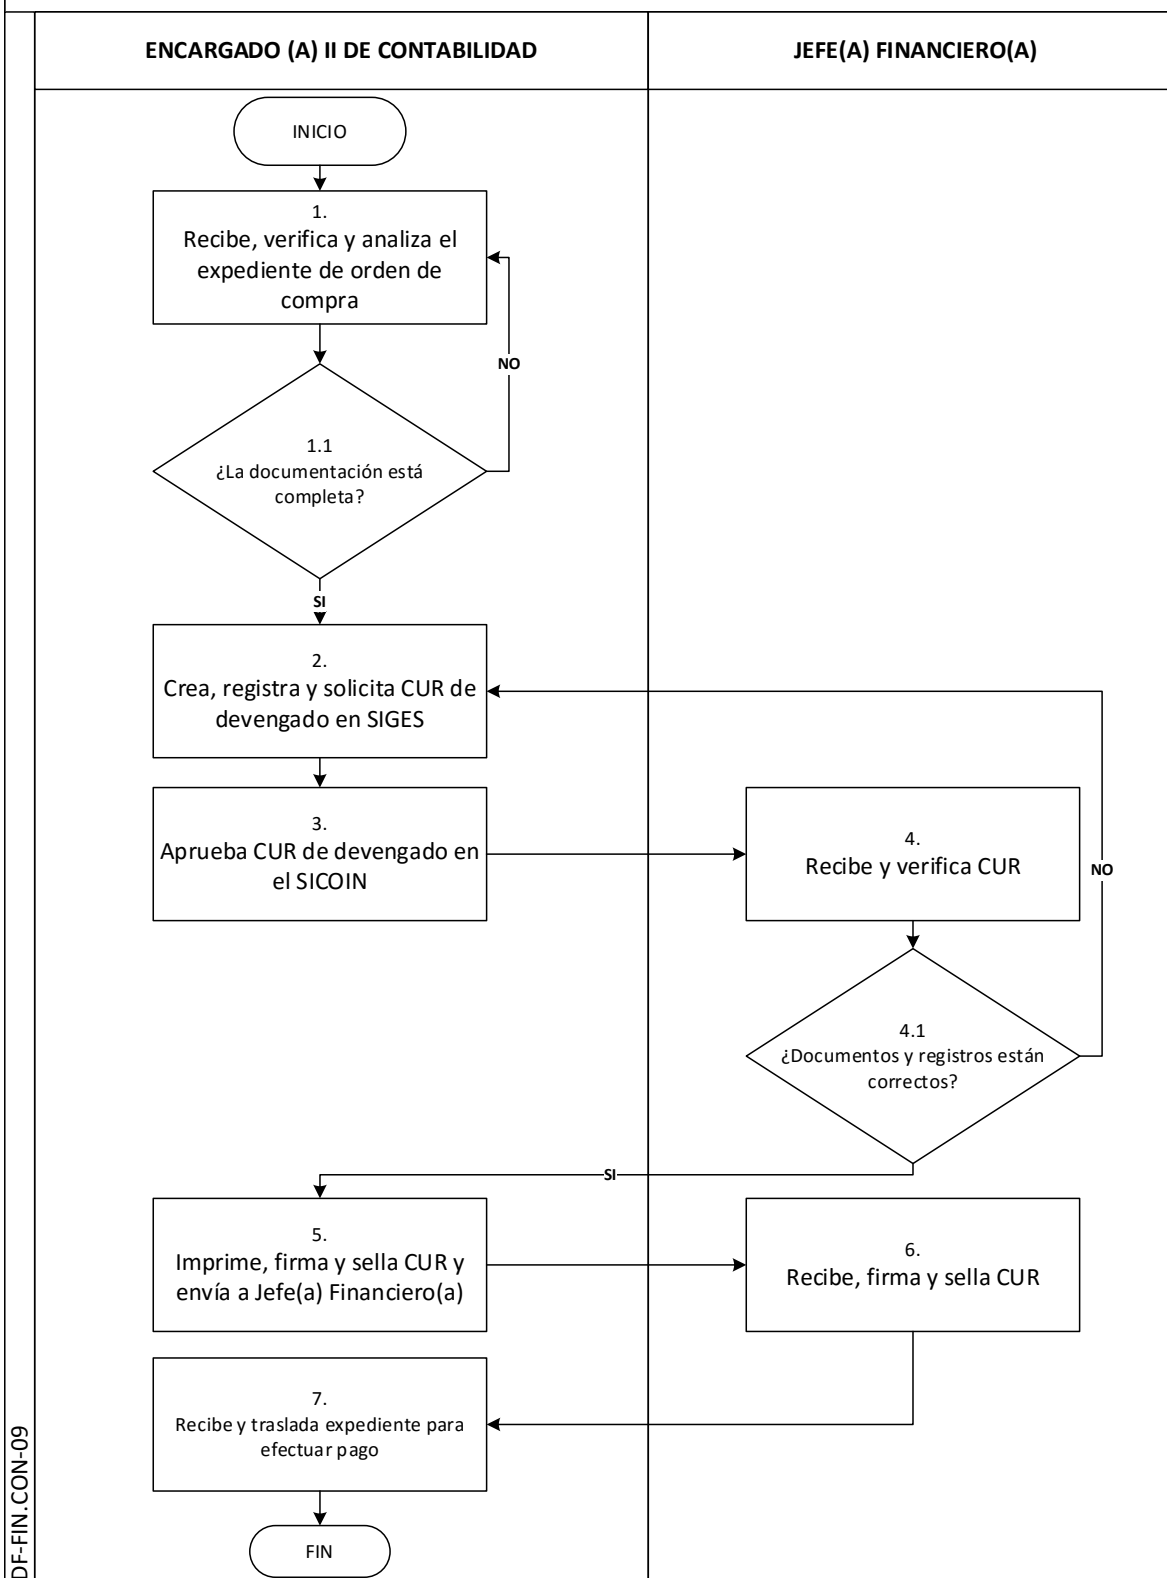 ENCARGADO (A) II DE CONTABILIDAD
JEFE(A) FINANCIERO(A)
INICIO
1.
Recibe, verifica y analiza el
expediente de orden de
compra
NO
1.1
¿La documentación está
completa?
SI
2.
Crea, registra y solicita CUR de
devengado en SIGES
3.
Aprueba CUR de devengado en
el SICOIN
4.
Recibe y verifica CUR
NO
4.1
¿Documentos y registros están
correctos?
SI
5.
Imprime, firma y sella CUR y
envía a Jefe(a) Financiero(a)
6.
Recibe, firma y sella CUR
7.
Recibe y traslada expediente para
efectuar pago
FIN
DF-FIN.CON-09